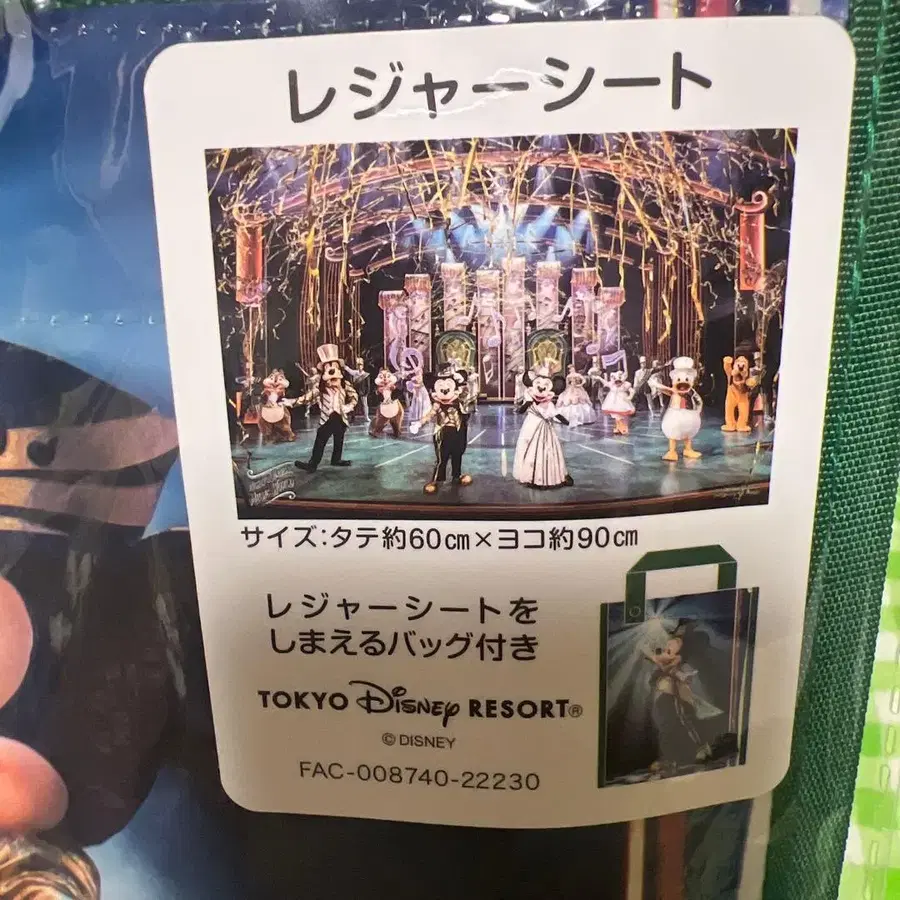 レジャーシート
サイズ:タテ約60㎝×ヨコ約90㎝
レジャーシートを
しまえるバッグ付き
TOKYO Disney RESORT®
©DISNEY
FAC-008740-22230